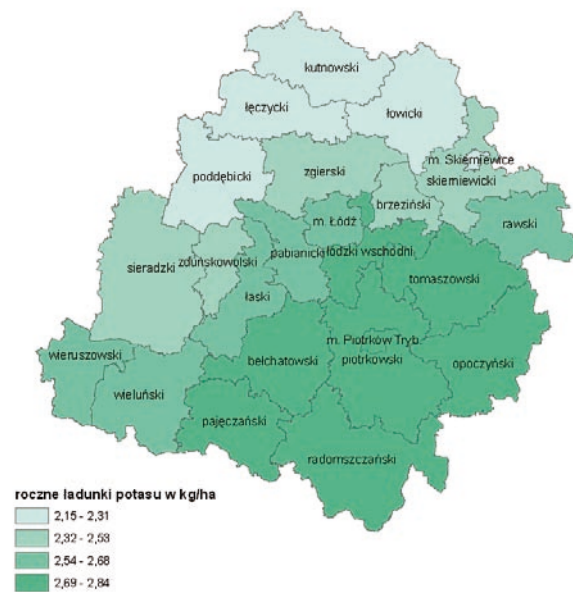 kutnowski
łęczycki
łowicki
m. Skierniewice
poddębicki
zgierski
skierniewicki
brzeziński
m. Łódź
rawski
sieradzki
zduńskowolski
pabianicki
łódzki wschodni
tomaszowski
łaski
wieruszowski
bełchatowski
m. Piotrków Tryb.
piotrkowski
opoczyński
wieluński
pajęczański
radomszczański
roczne ładunki potasu w kg/ha
2,15 - 2,31
2,32 - 2,53
2,54 - 2,68
2,69 - 2,84